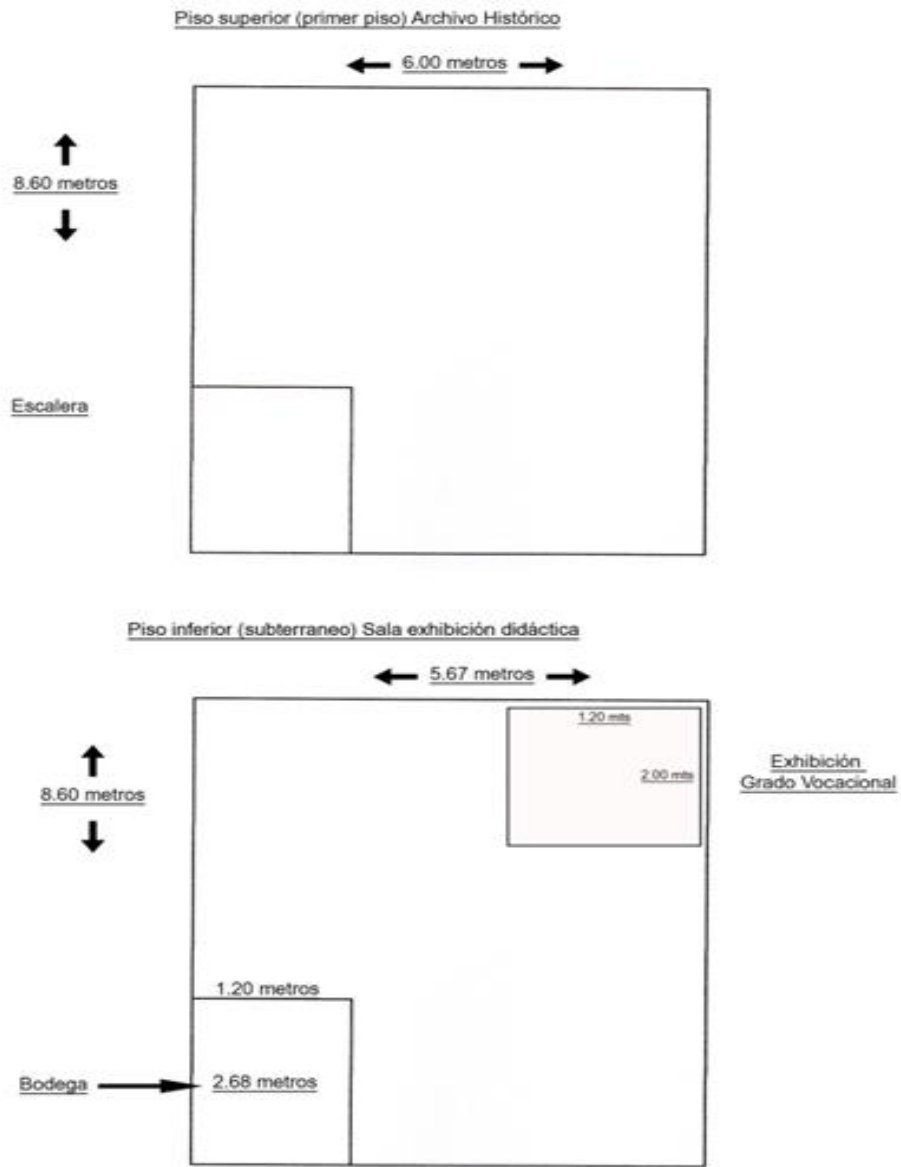 Piso superior (primer piso) Archivo Histórico
6.00 metros
8.60 metros
Escalera
Piso inferior (subterraneo) Sala exhibición didáctica
5.67 metros
1.20 mts
2.00 mts
Exhibición
Grado Vocacional
8.60 metros
1.20 metros
Bodega
2.68 metros